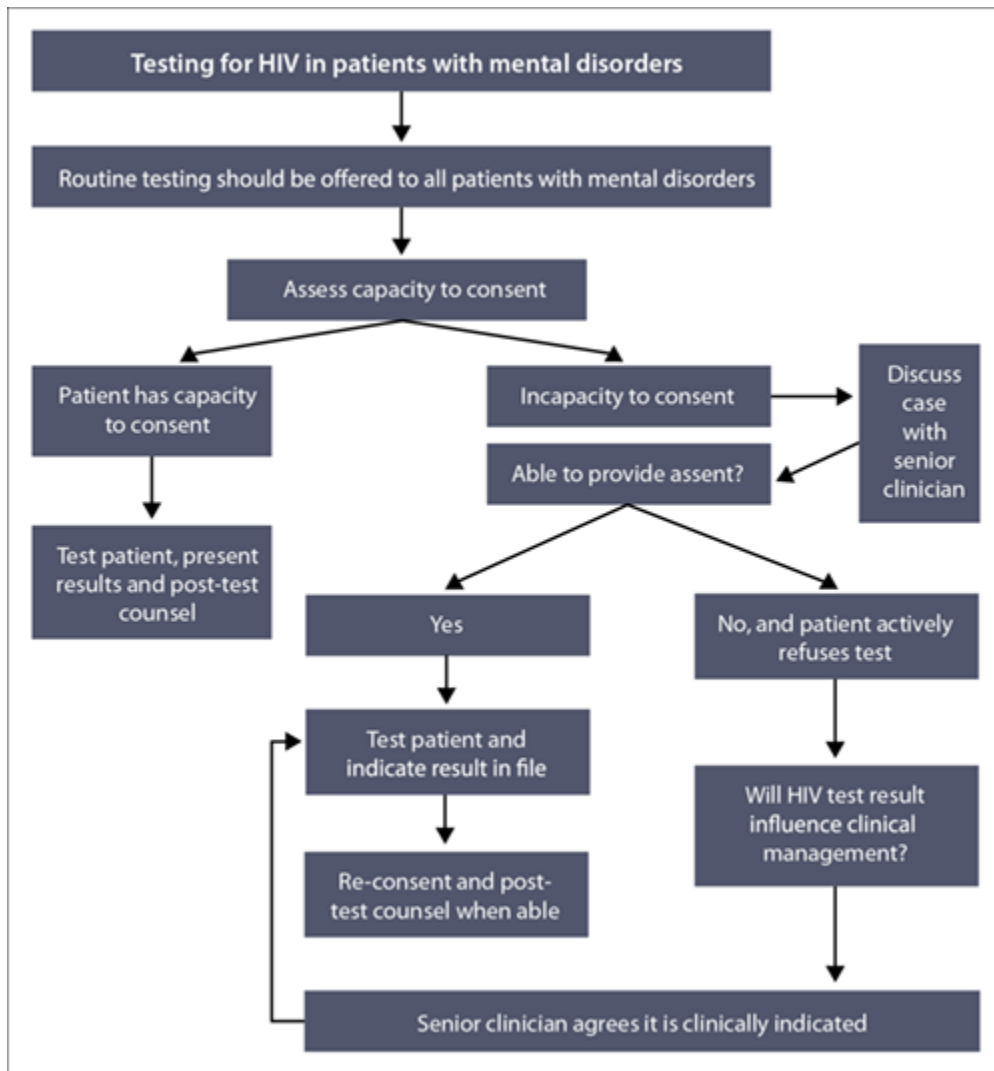 Testing for HIV in patients with mental disorders
Routine testing should be offered to all patients with mental disorders
Assess capacity to consent
Patient has capacity
to consent
Incapacity to consent
Discuss
case
with
senior
clinician
Able to provide assent?
Test patient, present
results and post-test
counsel
Yes
No, and patient actively
refuses test
Test patient and
indicate result in file
Will HIV test result
influence clinical
management?
Re-consent and post-
test counsel when able
Senior clinician agrees it is clinically indicated